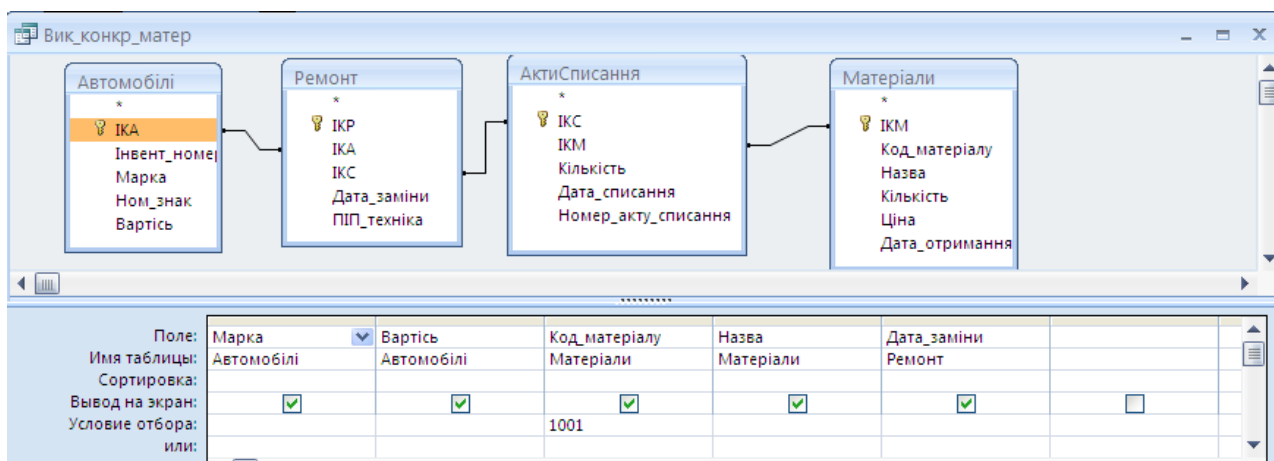 Вик_конкр_матер
Автомобілі
*
ІКА
Інвент_номер
Марка
Ном_знак
Вартісь
Ремонт
*
ІКР
ІКА
ІКС
Дата_заміни
ПІП_техніка
АктиСписання
*
ІКС
ІКМ
Кількість
Дата_списання
Номер_акту_списання
Матеріали
*
ІКМ
Код_матеріалу
Назва
Кількість
Ціна
Дата_отримання
Поле: Марка Вартісь Код_матеріалу Назва Дата_заміни
Имя таблицы: Автомобілі Автомобілі Матеріали Матеріали Ремонт
Сортировка:
Вывод на экран:
Условие отбора: 1001
или: